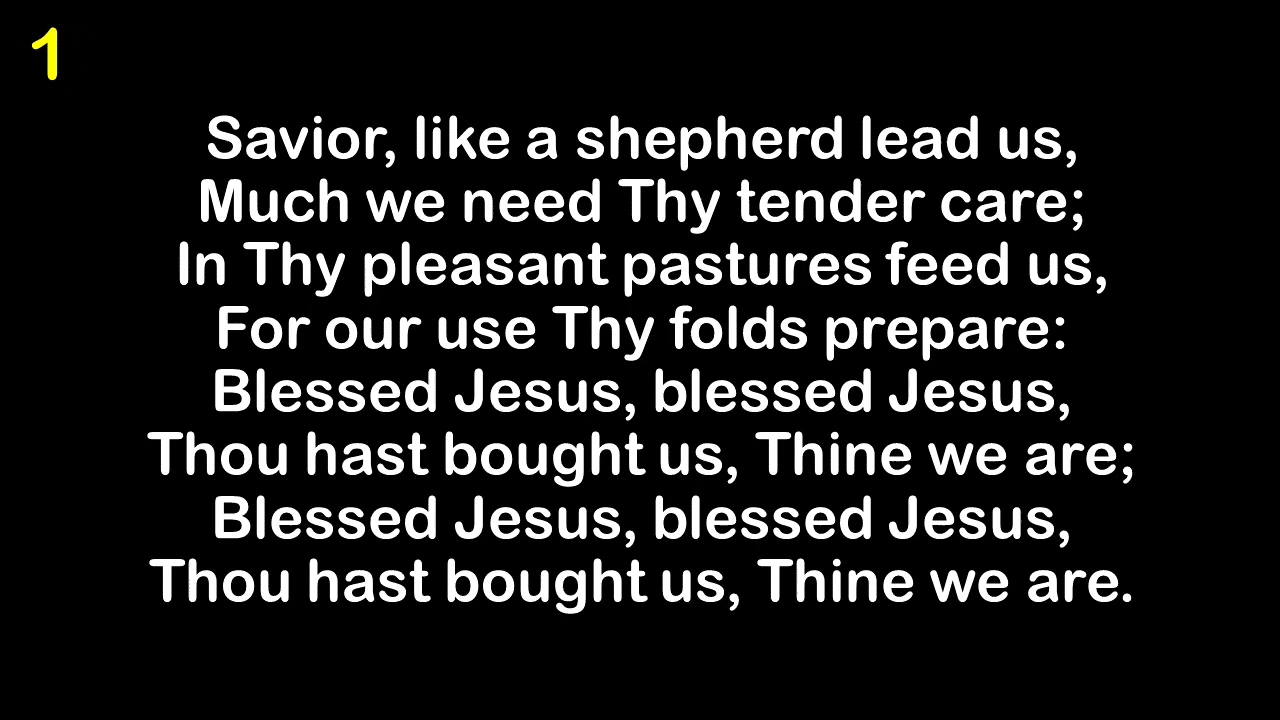 1
Savior, like a shepherd lead us,
Much we need Thy tender care;
In Thy pleasant pastures feed us,
For our use Thy folds prepare:
Blessed Jesus, blessed Jesus,
Thou hast bought us, Thine we are;
Blessed Jesus, blessed Jesus,
Thou hast bought us, Thine we are.